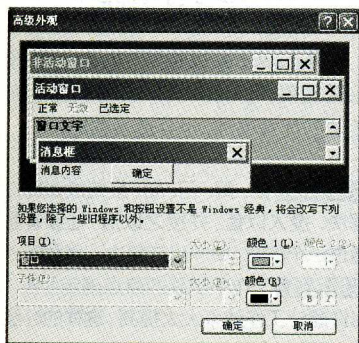 高级外观
非活动窗口
活动窗口
正常 无效 已选定
窗口文字
消息框
消息内容
确定
如果您选择的 Windows 和按钮设置不是 Windows 经典,将会改写下列
设置,除了一些旧程序以外。
项目(I): 大小(Z): 颜色 1(L): 颜色 2(2):
窗口
字体(F): 大小(E): 颜色(R):
B I
确定 取消